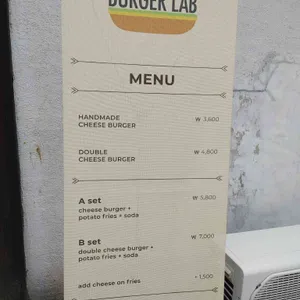 BURGER LAB
MENU
HANDMADE
CHEESE BURGER ₩ 3,600
DOUBLE
CHEESE BURGER ₩ 4,800
A set ₩ 5,800
cheese burger +
potato fries + soda
B set ₩ 7,000
double cheese burger +
potato fries + soda
add cheese on fries + 1,500